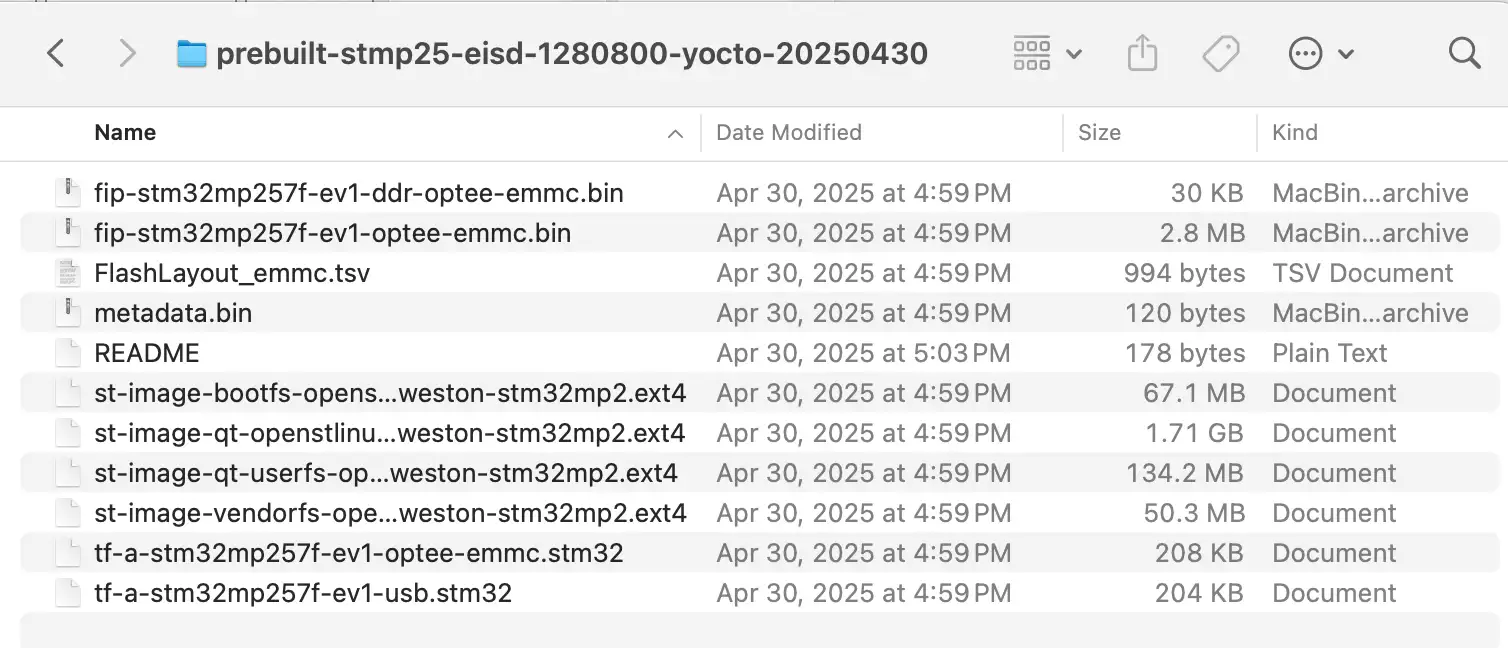 prebuilt-stmp25-eisd-1280800-yocto-20250430
Name Date Modified Size Kind
fip-stm32mp257f-ev1-ddr-optee-emmc.bin Apr 30, 2025 at 4:59 PM 30 KB MacBin...archive
fip-stm32mp257f-ev1-optee-emmc.bin Apr 30, 2025 at 4:59 PM 2.8 MB MacBin...archive
FlashLayout_emmc.tsv Apr 30, 2025 at 4:59 PM 994 bytes TSV Document
metadata.bin Apr 30, 2025 at 4:59 PM 120 bytes MacBin...archive
README Apr 30, 2025 at 5:03 PM 178 bytes Plain Text
st-image-bootfs-opens...weston-stm32mp2.ext4 Apr 30, 2025 at 4:59 PM 67.1 MB Document
st-image-qt-openstlinu...weston-stm32mp2.ext4 Apr 30, 2025 at 4:59 PM 1.71 GB Document
st-image-qt-userfs-op...weston-stm32mp2.ext4 Apr 30, 2025 at 4:59 PM 134.2 MB Document
st-image-vendorfs-ope...weston-stm32mp2.ext4 Apr 30, 2025 at 4:59 PM 50.3 MB Document
tf-a-stm32mp257f-ev1-optee-emmc.stm32 Apr 30, 2025 at 4:59 PM 208 KB Document
tf-a-stm32mp257f-ev1-usb.stm32 Apr 30, 2025 at 4:59 PM 204 KB Document